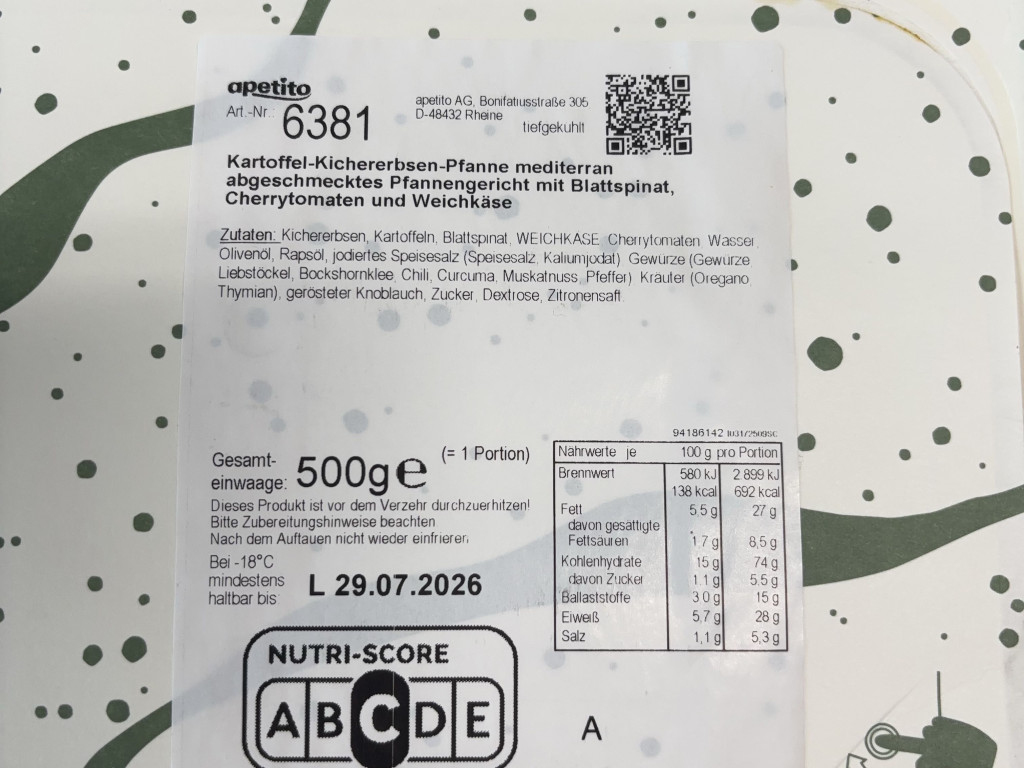 apetito
Art.-Nr.: 6381
apetito AG, Bonifatiusstraße 305
D-48432 Rheine
tiefgekühlt
Kartoffel-Kichererbsen-Pfanne mediterran
abgeschmecktes Pfannengericht mit Blattspinat,
Cherrytomaten und Weichkäse
Zutaten: Kichererbsen, Kartoffeln, Blattspinat, WEICHKÄSE, Cherrytomaten, Wasser,
Olivenöl, Rapsöl, jodiertes Speisesalz (Speisesalz, Kaliumjodat), Gewürze (Gewürze,
Liebstöckel, Bockshornklee, Chili, Curcuma, Muskatnuss, Pfeffer), Kräuter (Oregano,
Thymian), gerösteter Knoblauch, Zucker, Dextrose, Zitronensaft.
94186142 1031/2509SC
Gesamt-
einwaage: 500g e (= 1 Portion)
Dieses Produkt ist vor dem Verzehr durchzuerhitzen!
Bitte Zubereitungshinweise beachten.
Nach dem Auftauen nicht wieder einfrieren.
Bei -18°C
mindestens
haltbar bis: L 29.07.2026
Nährwerte je 100 g pro Portion
Brennwert 580 kJ 2.899 kJ
138 kcal 692 kcal
Fett 5,5 g 27 g
davon gesättigte
Fettsäuren 1,7 g 8,5 g
Kohlenhydrate 15 g 74 g
davon Zucker 1,1 g 5,5 g
Ballaststoffe 3,0 g 15 g
Eiweiß 5,7 g 28 g
Salz 1,1 g 5,3 g
NUTRI-SCORE
A B C D E
A